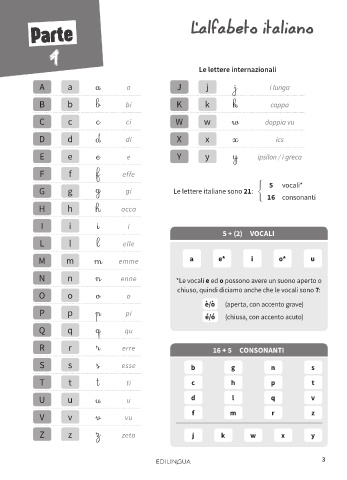 Parte
1
L'alfabeto italiano
A a a a
B b b bi
C c c ci
D d d di
E e e e
F f f effe
G g g gi
H h h acca
I i i i
L l l elle
M m m emme
N n n enne
O o o o
P p p pi
Q q q qu
R r r erre
S s s esse
T t t ti
U u u u
V v v vu
Z z z zeta
Le lettere internazionali
J j j i lunga
K k k cappa
W w w doppia vu
X x x ics
Y y y ipsilon / i greca
Le lettere italiane sono 21:
5 vocali*
16 consonanti
5 + (2) VOCALI
a e* i o* u
*Le vocali e ed o possono avere un suono aperto o
chiuso, quindi diciamo anche che le vocali sono 7:
è/ò (aperta, con accento grave)
é/ó (chiusa, con accento acuto)
16 + 5 CONSONANTI
b g n s
c h p t
d l q v
f m r z
j k w x y
EDILINGUA
3